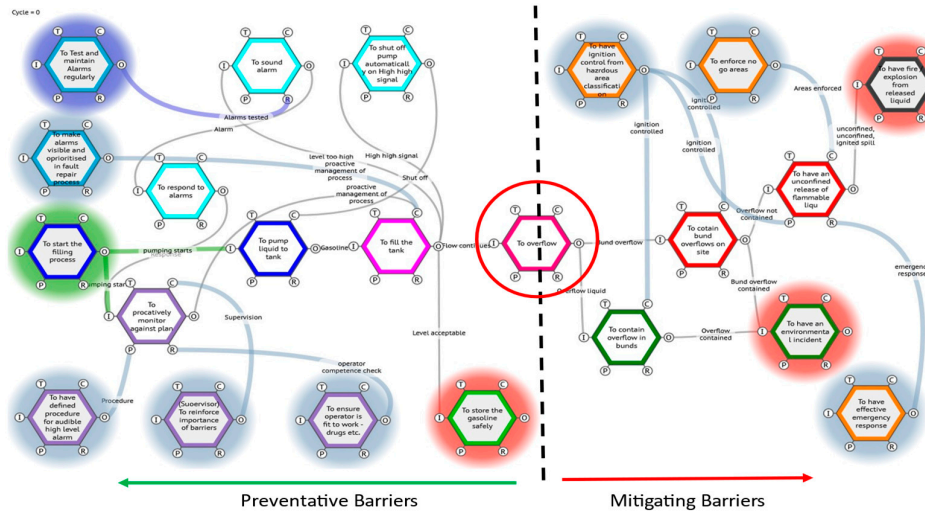 Cycle = 0
To Test and
maintain
Alarms
regularly
To sound
alarm
To shut off
pump
automaticall
y on High high
signal
To have
ignition
control from
hazrdous
area
classificati
on
To enforce no
go areas
To have fire /
explosion
from
released
liquid
Alarms tested
Alarm
Areas enforced
ignition
controlled
ignition
controlled
unconfined,
unconfined,
ignited spill
To make
alarms
visible and
oprioritised
in fault
repair
process
level too high
proactive
management of
process
High high signal
Shut off
proactive
management of
process
To respond to
alarms
To have an
unconfined
release of
flammable
liqu
Overflow not
contained
To start the
filling
process
pumping starts
Response
To pump
liquid to
tank
Gasoline
To fill the
tank
Flow continues
To overflow
Bund overflow
To cotain
bund
overflows on
site
Overflow liquid
Bund overflow
contained
emergency
response
To
procatively
monitor
against plan
Supervision
Level acceptable
To contain
overflow in
bunds
Overflow
contained
To have an
environmenta
l incident
operator
competence check
To have
defined
procedure
for audible
high level
alarm
Procedure
(Suoervisor)
To reinforce
importance
of barriers
To ensure
operator is
fit to work -
drugs etc.
To store the
gasoline
safely
To have
effective
emergency
response
Preventative Barriers
Mitigating Barriers